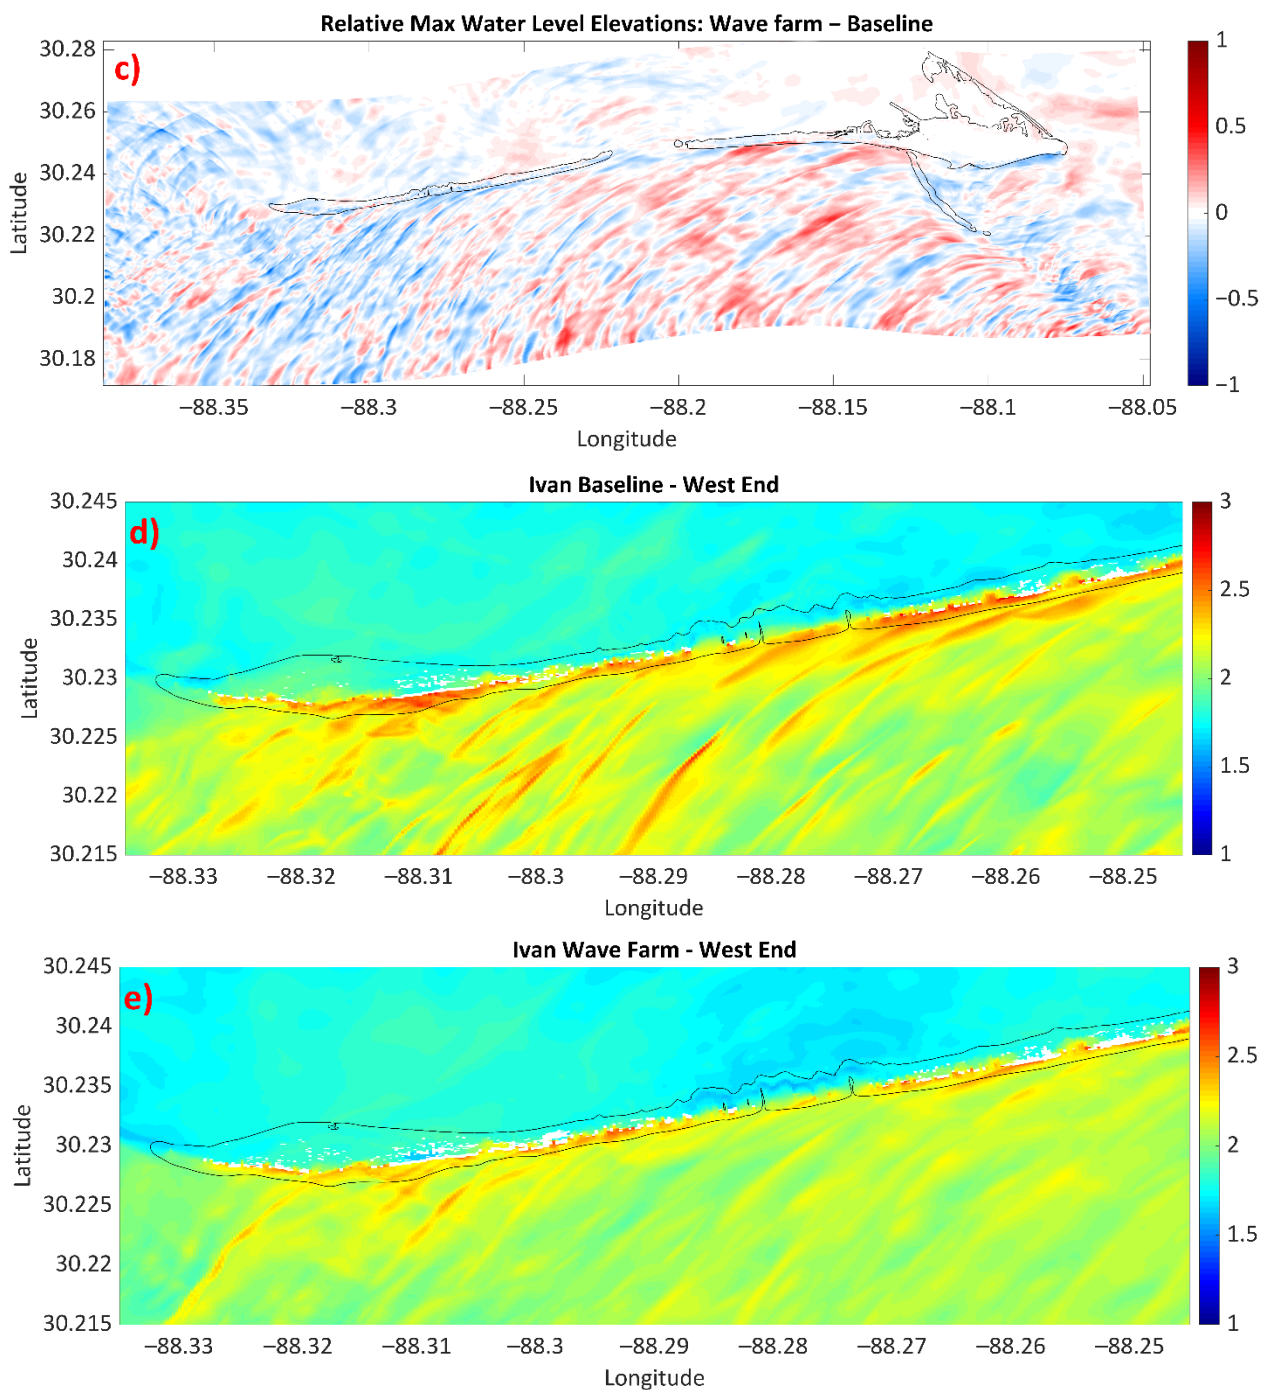 Relative Max Water Level Elevations: Wave farm − Baseline
c)
30.28
30.26
30.24
30.22
30.2
30.18
Latitude
−88.35 −88.3 −88.25 −88.2 −88.15 −88.1 −88.05
Longitude
1
0.5
0
−0.5
−1
Ivan Baseline - West End
d)
30.245
30.24
30.235
30.23
30.225
30.22
30.215
Latitude
−88.33 −88.32 −88.31 −88.3 −88.29 −88.28 −88.27 −88.26 −88.25
Longitude
3
2.5
2
1.5
1
Ivan Wave Farm - West End
e)
30.245
30.24
30.235
30.23
30.225
30.22
30.215
Latitude
−88.33 −88.32 −88.31 −88.3 −88.29 −88.28 −88.27 −88.26 −88.25
Longitude
3
2.5
2
1.5
1